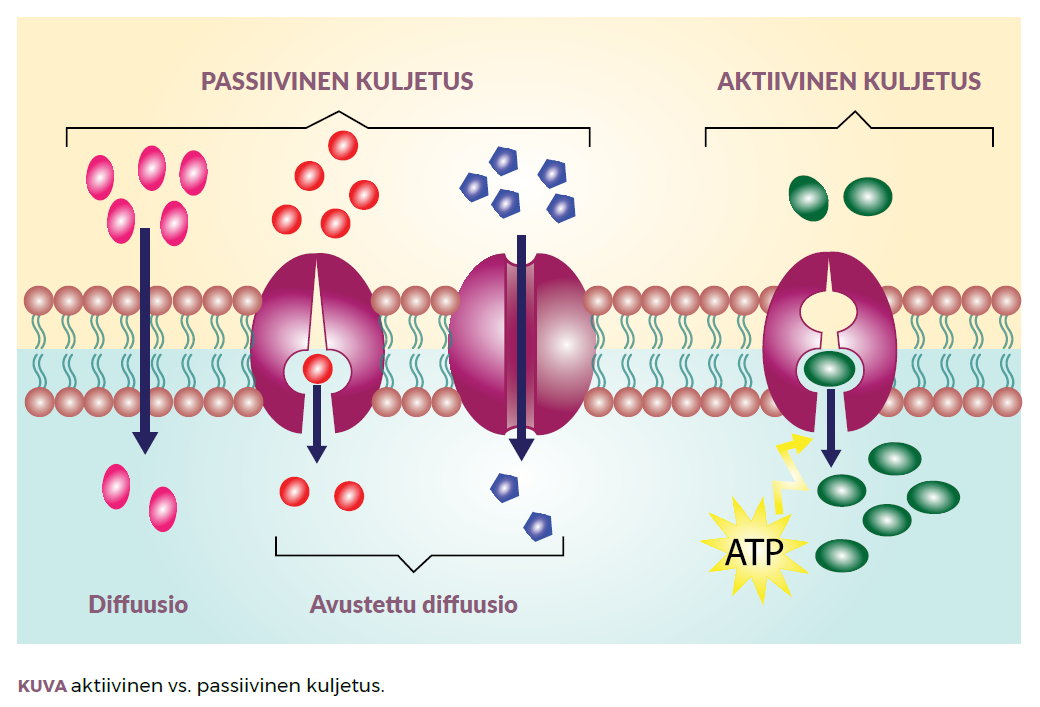 PASSIIVINEN KULJETUS
AKTIIVINEN KULJETUS
ATP
Diffuusio
Avustettu diffuusio
KUVA aktiivinen vs. passiivinen kuljetus.